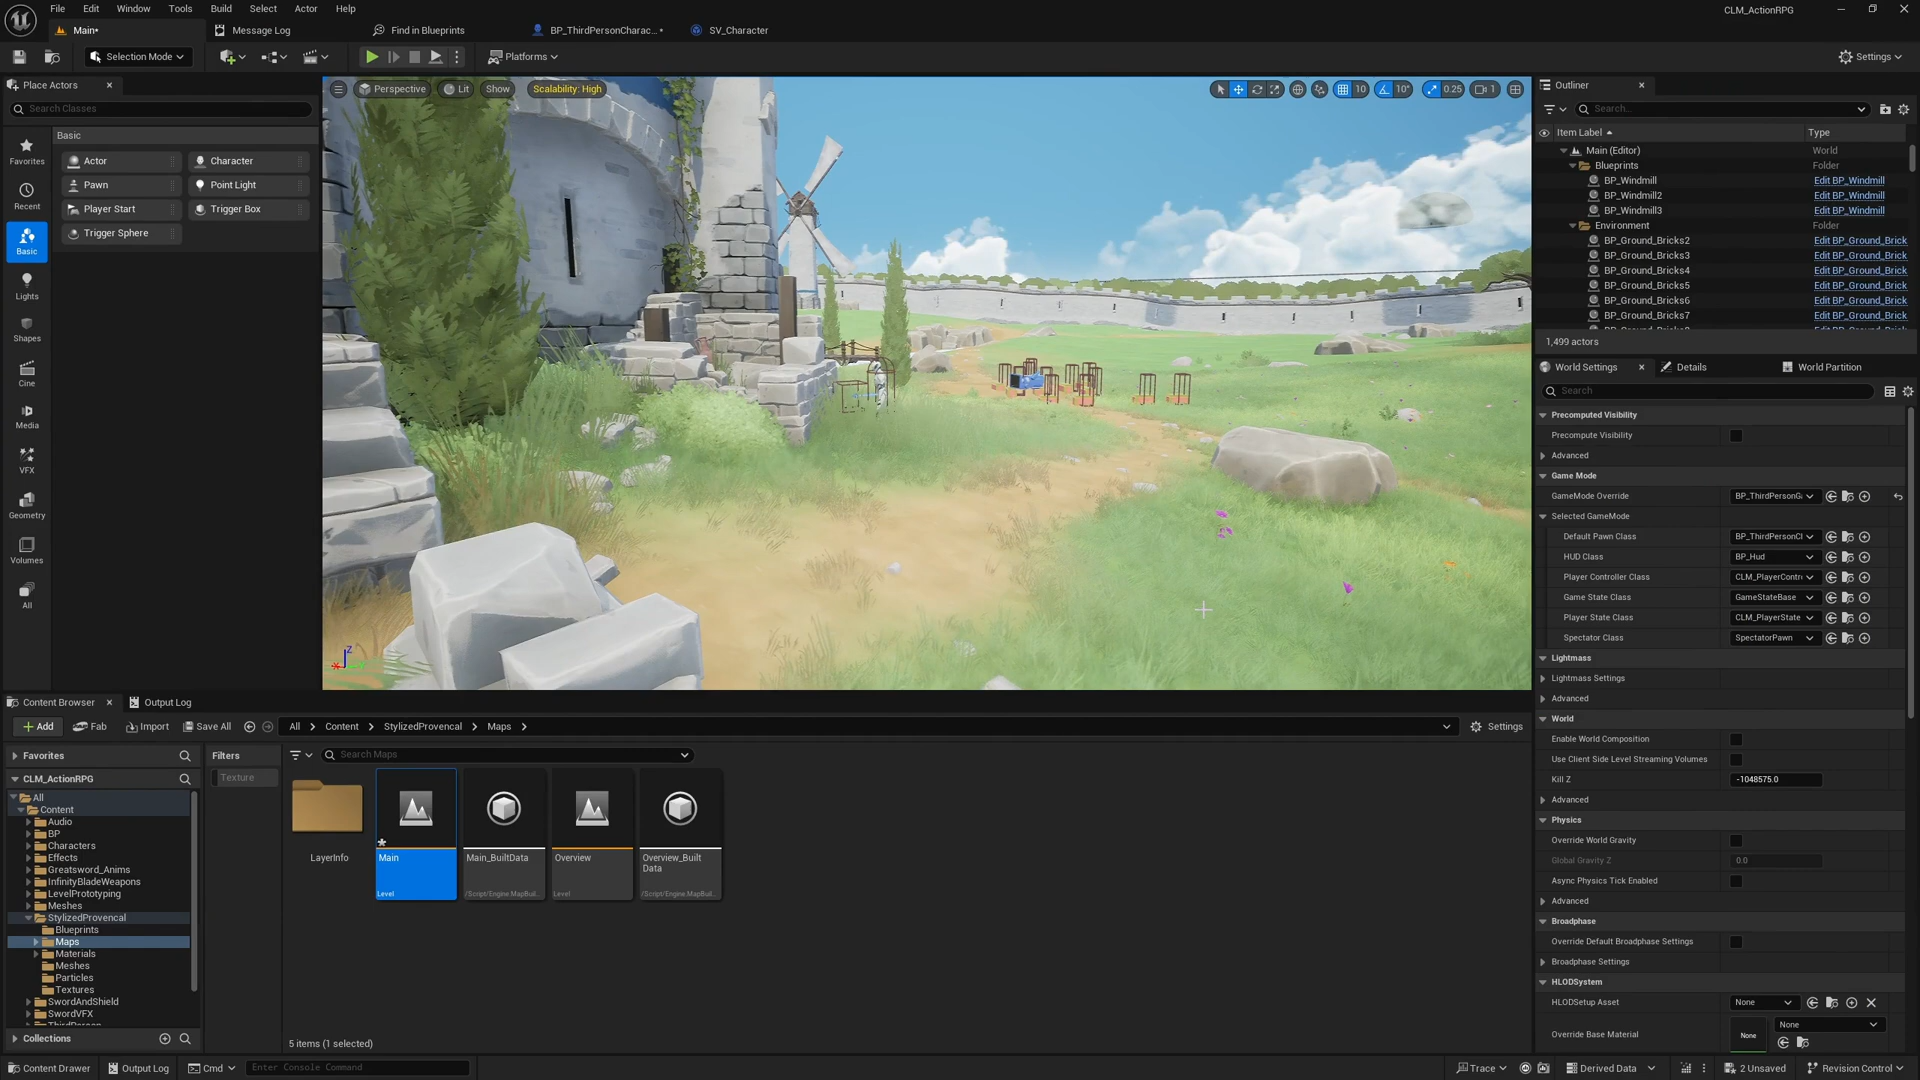 File Edit Window Tools Build Select Actor Help
CLM_ActionRPG
Main•
Message Log
Find in Blueprints
BP_ThirdPersonCharac...•
SV_Character
Selection Mode
Platforms
Settings
Place Actors
Search Classes
Basic
Actor
Character
Pawn
Point Light
Player Start
Trigger Box
Trigger Sphere
Favorites
Recent
Basic
Lights
Shapes
Cine
Media
VFX
Geometry
Volumes
All
Perspective
Lit
Show
Scalability: High
10
10°
0.25
1
Z
Outliner
Search...
Item Label
Type
Main (Editor) World
Blueprints Folder
BP_Windmill Edit BP_Windmill
BP_Windmill2 Edit BP_Windmill
BP_Windmill3 Edit BP_Windmill
Environment Folder
BP_Ground_Bricks2 Edit BP_Ground_Brick
BP_Ground_Bricks3 Edit BP_Ground_Brick
BP_Ground_Bricks4 Edit BP_Ground_Brick
BP_Ground_Bricks5 Edit BP_Ground_Brick
BP_Ground_Bricks6 Edit BP_Ground_Brick
BP_Ground_Bricks7 Edit BP_Ground_Brick
1,499 actors
World Settings
Details
World Partition
Search
Precomputed Visibility
Precompute Visibility
Advanced
Game Mode
GameMode Override BP_ThirdPersonGa
Selected GameMode
Default Pawn Class BP_ThirdPersonCl
HUD Class BP_Hud
Player Controller Class CLM_PlayerContr
Game State Class GameStateBase
Player State Class CLM_PlayerState
Spectator Class SpectatorPawn
Lightmass
Lightmass Settings
Advanced
World
Enable World Composition
Use Client Side Level Streaming Volumes
Kill Z -1048575.0
Advanced
Physics
Override World Gravity
Global Gravity Z 0.0
Async Physics Tick Enabled
Advanced
Broadphase
Override Default Broadphase Settings
Broadphase Settings
HLODSystem
HLODSetup Asset None
Override Base Material None None
Content Browser
Output Log
Add
Fab
Import
Save All
All > Content > StylizedProvencal > Maps >
Settings
Favorites
Filters
Search Maps
CLM_ActionRPG
Texture
All
Content
Audio
BP
Characters
Effects
Greatsword_Anims
InfinityBladeWeapons
LevelPrototyping
Meshes
StylizedProvencal
Blueprints
Maps
Materials
Meshes
Particles
Textures
SwordAndShield
SwordVFX
ThirdPerson
Collections
LayerInfo
Main
Level
Main_BuiltData
/Script/Engine.MapBuil...
Overview
Level
Overview_Built
Data
/Script/Engine.MapBuil...
5 items (1 selected)
Content Drawer
Output Log
Cmd
Enter Console Command
Trace
Derived Data
2 Unsaved
Revision Control